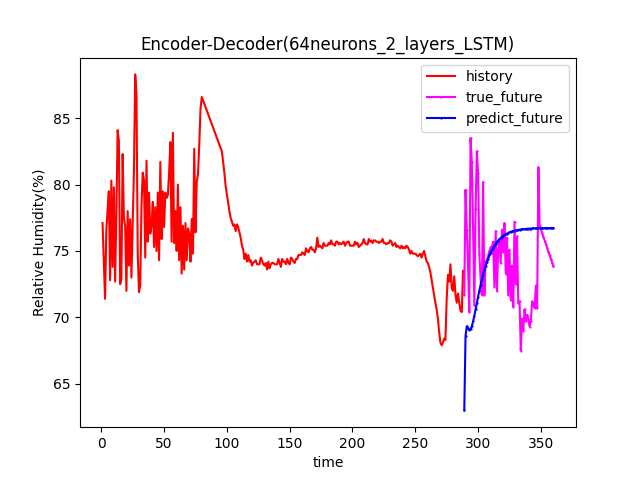 Encoder-Decoder(64neurons_2_layers_LSTM)
history
true_future
predict_future
Relative Humidity(%)
85
80
75
70
65
0 50 100 150 200 250 300 350
time